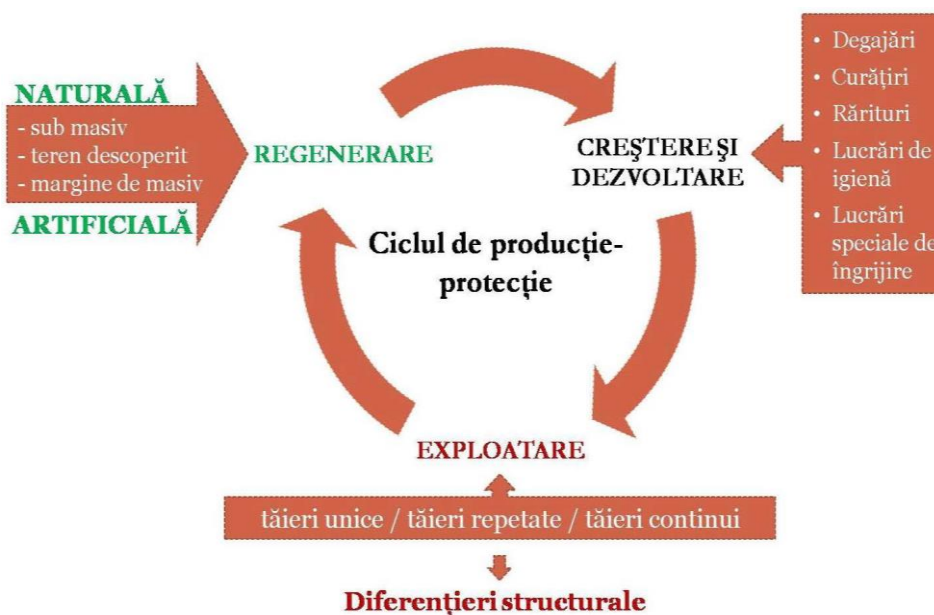 NATURALĂ
- sub masiv
- teren descoperit
- margine de masiv
ARTIFICIALĂ
REGENERARE
CREŞTERE ŞI
DEZVOLTARE
• Degajări
• Curățiri
• Rărituri
• Lucrări de
igienă
• Lucrări
speciale de
îngrijire
Ciclul de producție-
protecție
EXPLOATARE
tăieri unice / tăieri repetate / tăieri continui
Diferențieri structurale